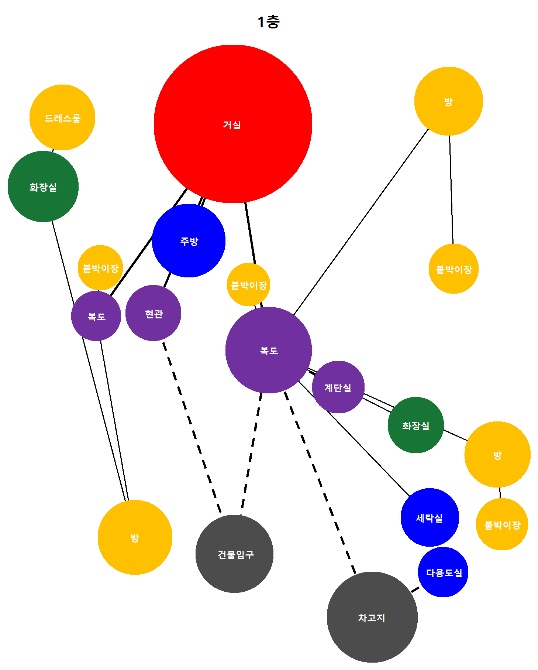 1층
방
드레스룸
거실
화장실
주방
붙박이장
붙박이장
붙박이장
복도
현관
복도
계단실
화장실
방
세탁실
붙박이장
방
건물입구
다용도실
차고지